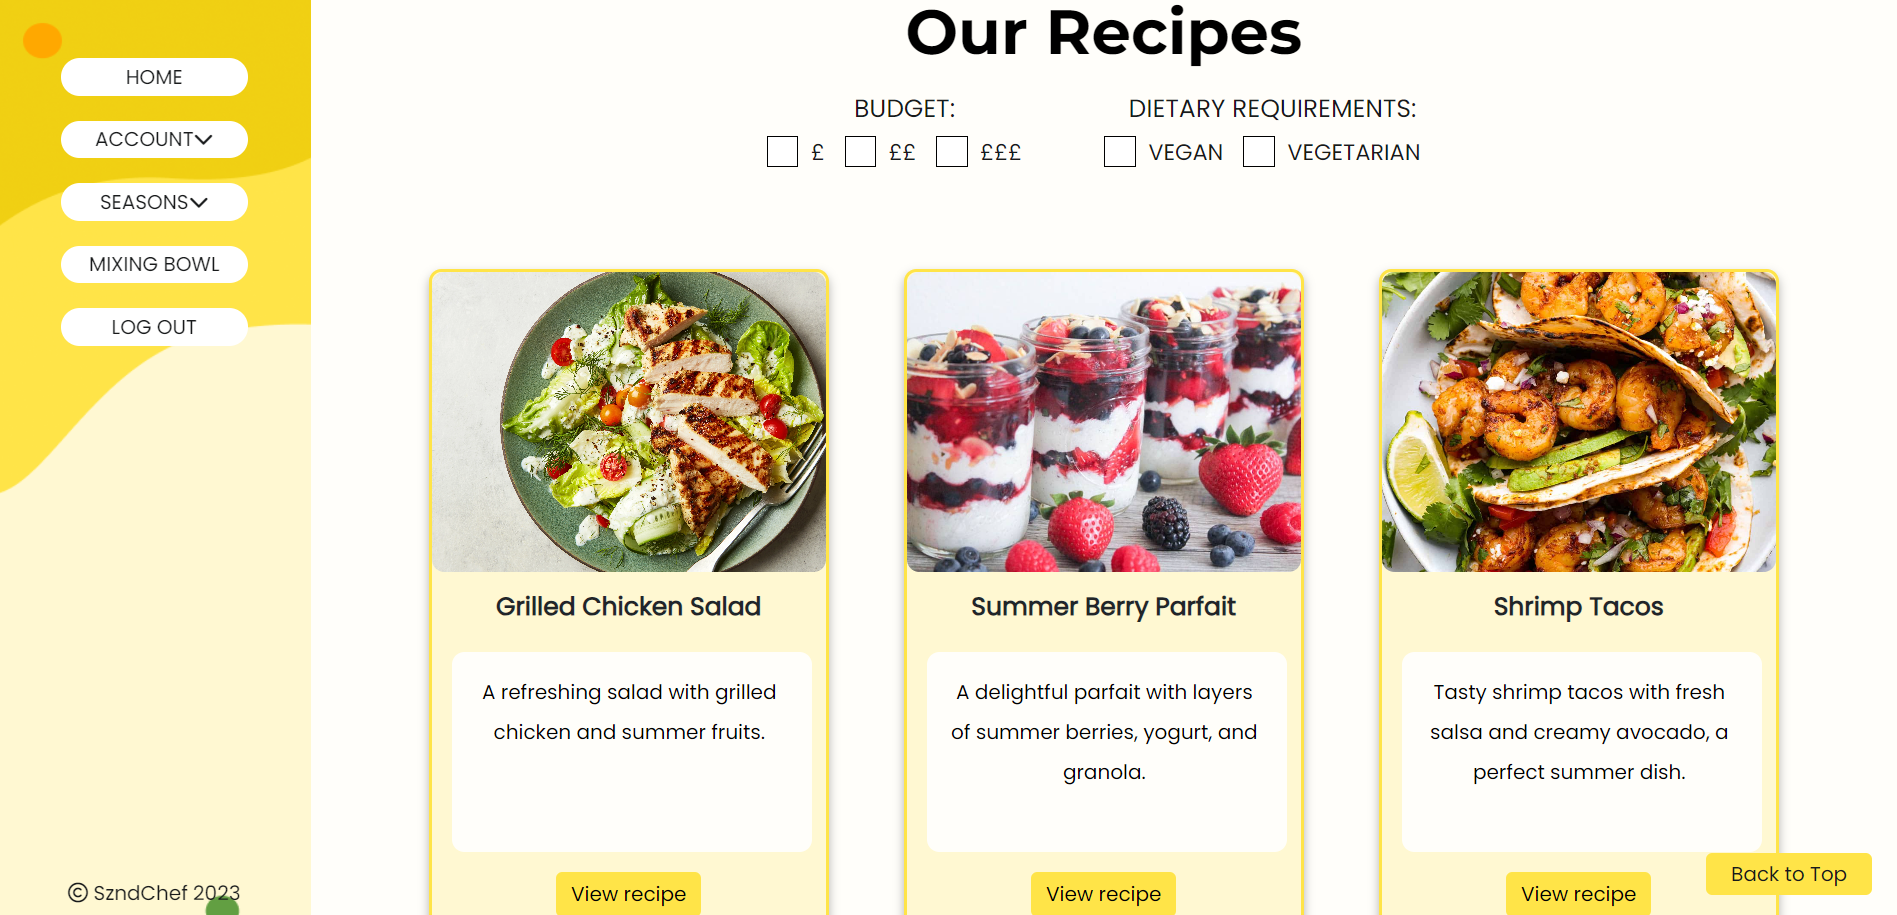 HOME
ACCOUNT
SEASONS
MIXING BOWL
LOG OUT
© SzndChef 2023
Our Recipes
BUDGET:
£ ££ £££
DIETARY REQUIREMENTS:
VEGAN VEGETARIAN
Grilled Chicken Salad
A refreshing salad with grilled
chicken and summer fruits.
View recipe
Summer Berry Parfait
A delightful parfait with layers
of summer berries, yogurt, and
granola.
View recipe
Shrimp Tacos
Tasty shrimp tacos with fresh
salsa and creamy avocado, a
perfect summer dish.
View recipe
Back to Top